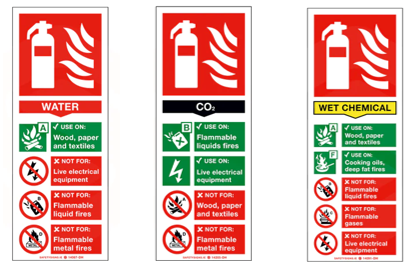 WATER
A
✓ USE ON:
Wood, paper
and textiles
✗ NOT FOR:
Live electrical
equipment
✗ NOT FOR:
Flammable
liquid fires
✗ NOT FOR:
Flammable
metal fires
CO₂
B
✓ USE ON:
Flammable
liquids fires
✓ USE ON:
Live electrical
equipment
✗ NOT FOR:
Wood, paper
and textiles
✗ NOT FOR:
Flammable
metal fires
WET CHEMICAL
A
✓ USE ON:
Wood, paper
and textiles
F
✓ USE ON:
Cooking oils,
deep fat fires
✗ NOT FOR:
Flammable
liquid fires
✗ NOT FOR:
Flammable
gases
✗ NOT FOR:
Live electrical
equipment